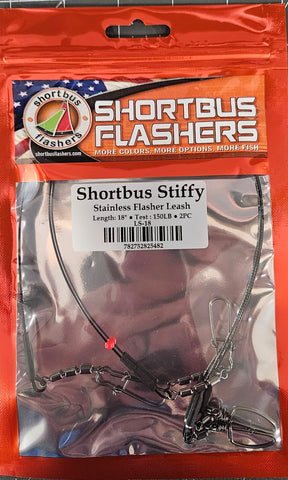 shortbus
flashers
shortbusflashers.com
SHORTBUS
FLASHERS
MORE COLORS, MORE OPTIONS, MORE FISH
Shortbus Stiffy
Stainless Flasher Leash
Length: 18" ● Test : 150LB ● 2PC
LS-18
782752825482